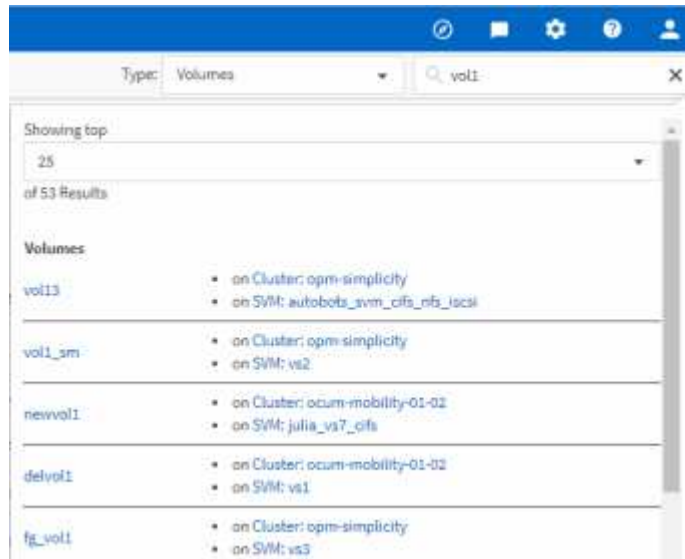 Type: Volumes vol1
Showing top
25
of 53 Results
Volumes
vol13
on Cluster: opm-simplicity
on SVM: autobots_svm_cifs_nfs_iscsi
vol1_sm
on Cluster: opm-simplicity
on SVM: vs2
newvol1
on Cluster: ocum-mobility-01-02
on SVM: julia_vs7_cifs
delvol1
on Cluster: ocum-mobility-01-02
on SVM: vs1
fg_vol1
on Cluster: opm-simplicity
on SVM: vs3